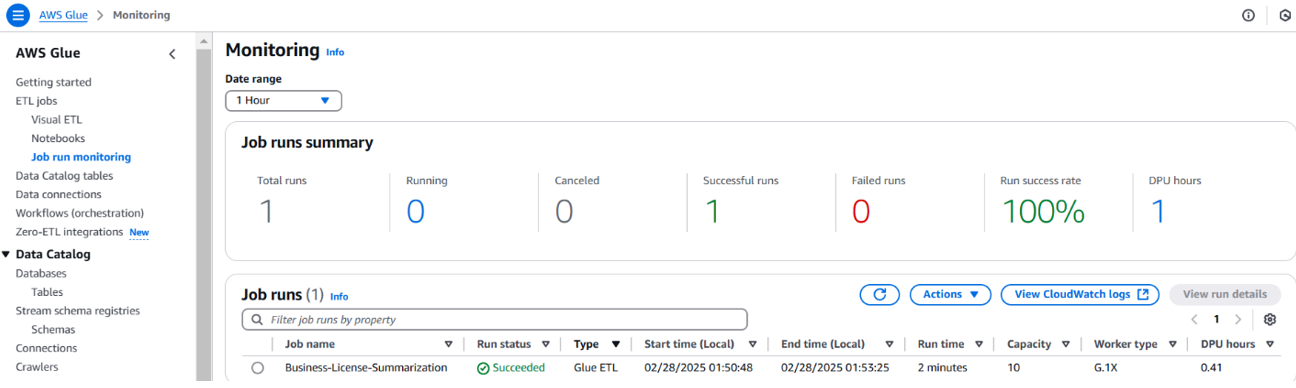 AWS Glue > Monitoring
AWS Glue
Getting started
ETL jobs
Visual ETL
Notebooks
Job run monitoring
Data Catalog tables
Data connections
Workflows (orchestration)
Zero-ETL integrations New
Data Catalog
Databases
Tables
Stream schema registries
Schemas
Connections
Crawlers
Monitoring Info
Date range
1 Hour
Job runs summary
Total runs Running Canceled Successful runs Failed runs Run success rate DPU hours
1 0 0 1 0 100% 1
Job runs (1) Info
Actions View CloudWatch logs View run details
Filter job runs by property
1
Job name Run status Type Start time (Local) End time (Local) Run time Capacity Worker type DPU hours
Business-License-Summarization Succeeded Glue ETL 02/28/2025 01:50:48 02/28/2025 01:53:25 2 minutes 10 G.1X 0.41